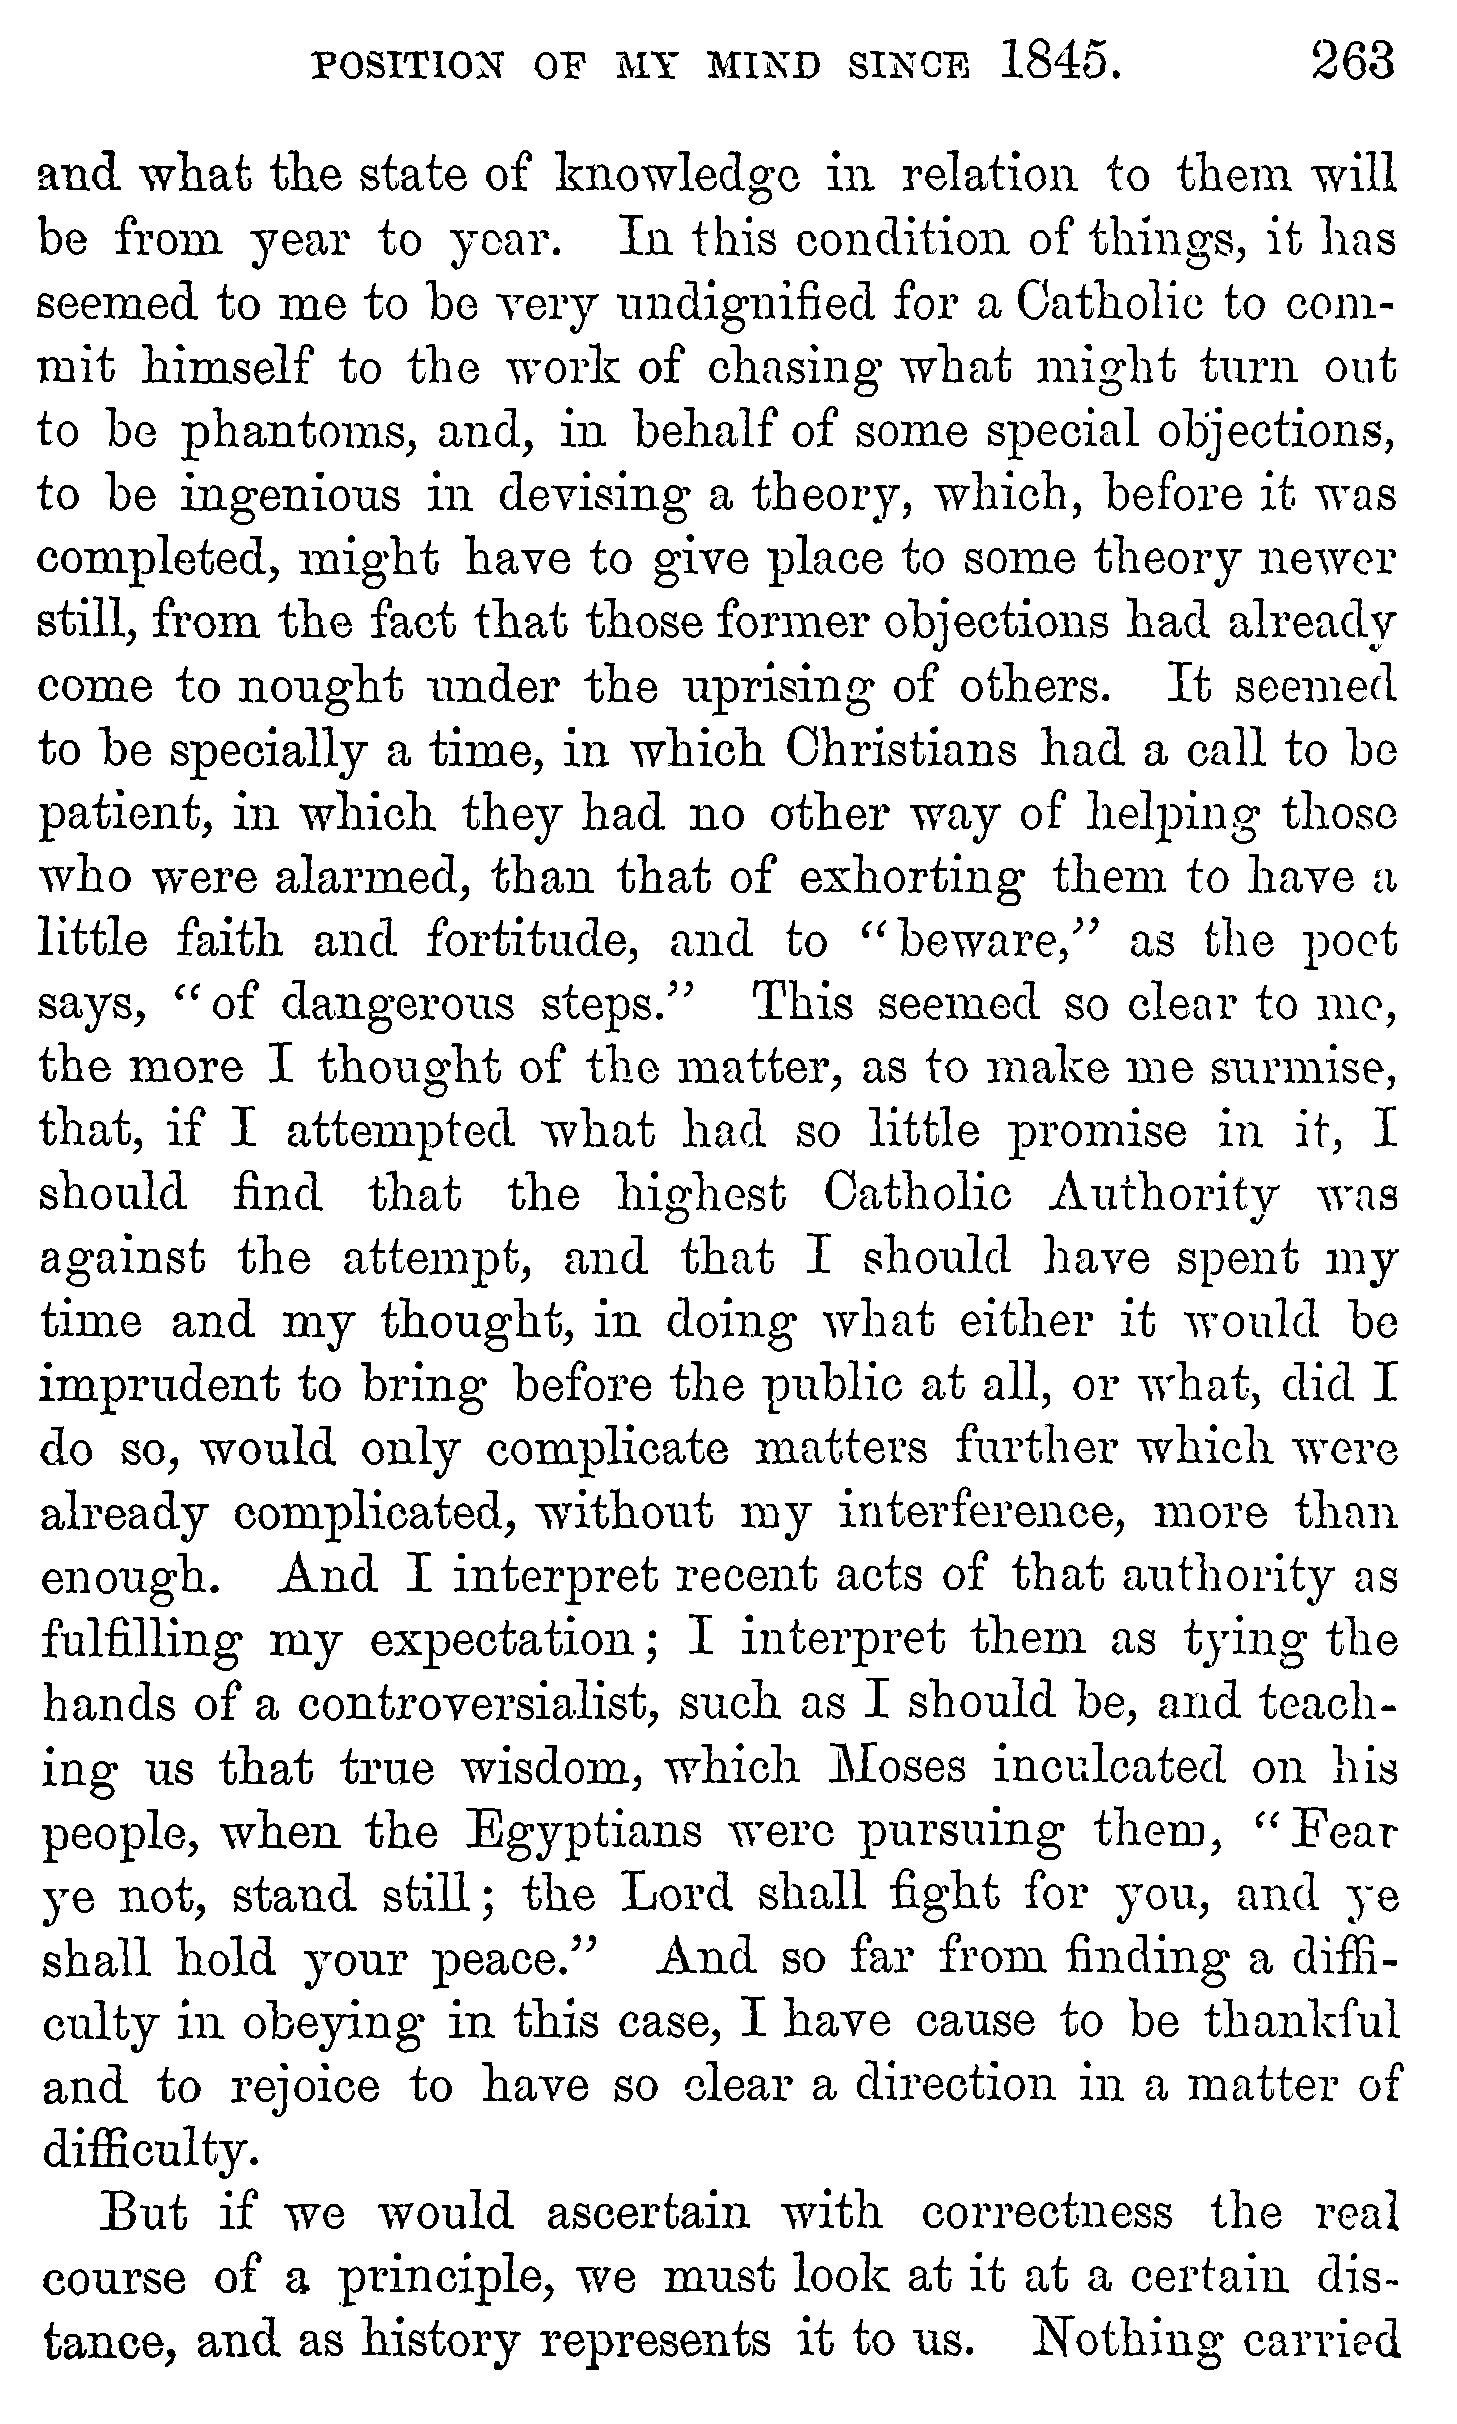 POSITION OF MY MIND SINCE 1845. 263
and what the state of knowledge in relation to them will
be from year to year. In this condition of things, it has
seemed to me to be very undignified for a Catholic to com-
mit himself to the work of chasing what might turn out
to be phantoms, and, in behalf of some special objections,
to be ingenious in devising a theory, which, before it was
completed, might have to give place to some theory newer
still, from the fact that those former objections had already
come to nought under the uprising of others. It seemed
to be specially a time, in which Christians had a call to be
patient, in which they had no other way of helping those
who were alarmed, than that of exhorting them to have a
little faith and fortitude, and to “beware,” as the poet
says, “of dangerous steps.” This seemed so clear to me,
the more I thought of the matter, as to make me surmise,
that, if I attempted what had so little promise in it, I
should find that the highest Catholic Authority was
against the attempt, and that I should have spent my
time and my thought, in doing what either it would be
imprudent to bring before the public at all, or what, did I
do so, would only complicate matters further which were
already complicated, without my interference, more than
enough. And I interpret recent acts of that authority as
fulfilling my expectation; I interpret them as tying the
hands of a controversialist, such as I should be, and teach-
ing us that true wisdom, which Moses inculcated on his
people, when the Egyptians were pursuing them, “Fear
ye not, stand still; the Lord shall fight for you, and ye
shall hold your peace.” And so far from finding a diffi-
culty in obeying in this case, I have cause to be thankful
and to rejoice to have so clear a direction in a matter of
difficulty.
But if we would ascertain with correctness the real
course of a principle, we must look at it at a certain dis-
tance, and as history represents it to us. Nothing carried